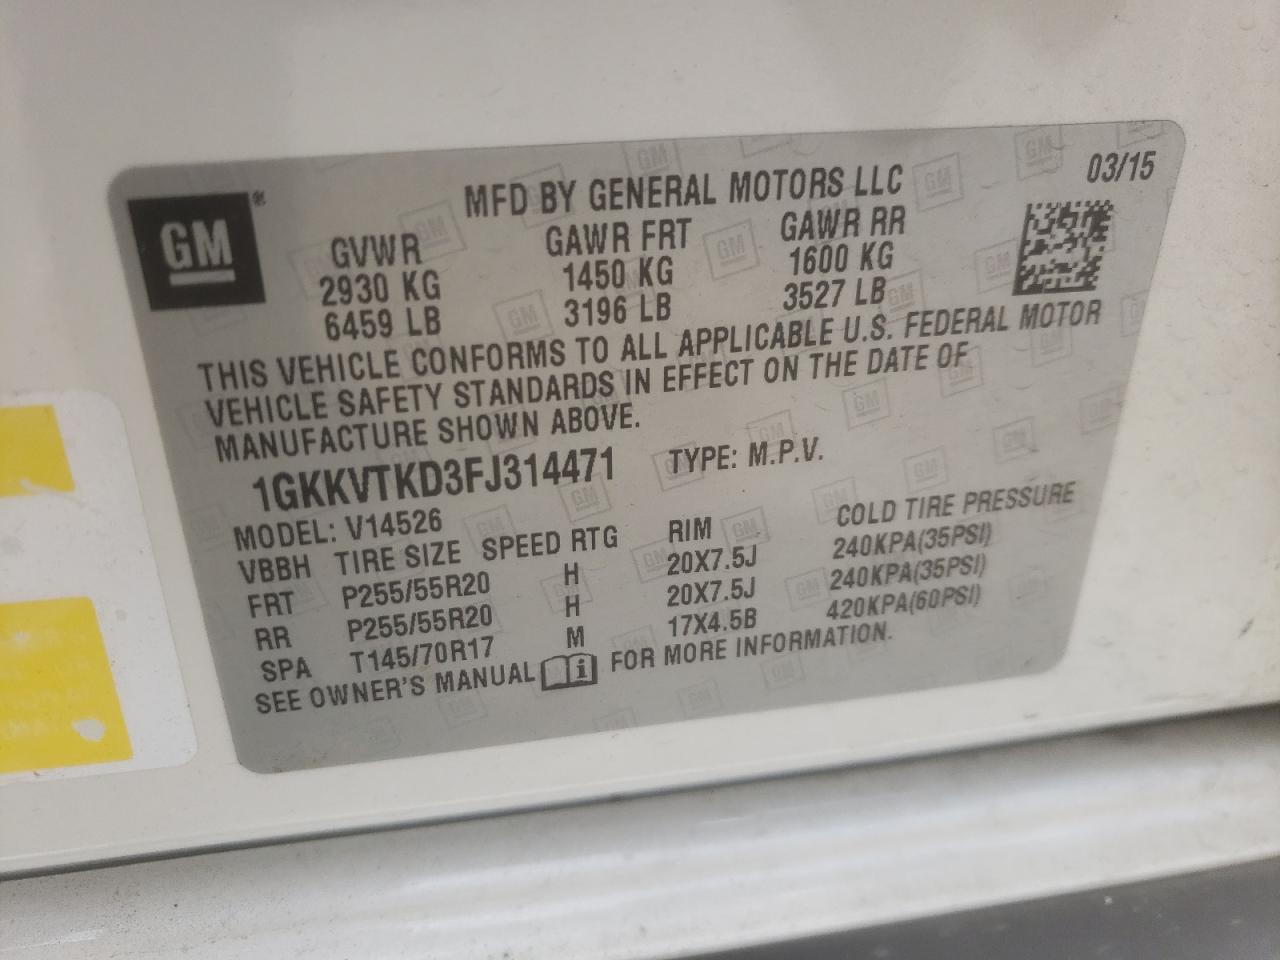 GM®
MFD BY GENERAL MOTORS LLC 03/15
GVWR GAWR FRT GAWR RR
2930 KG 1450 KG 1600 KG
6459 LB 3196 LB 3527 LB
THIS VEHICLE CONFORMS TO ALL APPLICABLE U.S. FEDERAL MOTOR
VEHICLE SAFETY STANDARDS IN EFFECT ON THE DATE OF
MANUFACTURE SHOWN ABOVE.
1GKKVTKD3FJ314471 TYPE: M.P.V.
MODEL: V14526
VBBH TIRE SIZE SPEED RTG RIM COLD TIRE PRESSURE
FRT P255/55R20 H 20X7.5J 240KPA(35PSI)
RR P255/55R20 H 20X7.5J 240KPA(35PSI)
SPA T145/70R17 M 17X4.5B 420KPA(60PSI)
SEE OWNER'S MANUAL i FOR MORE INFORMATION.